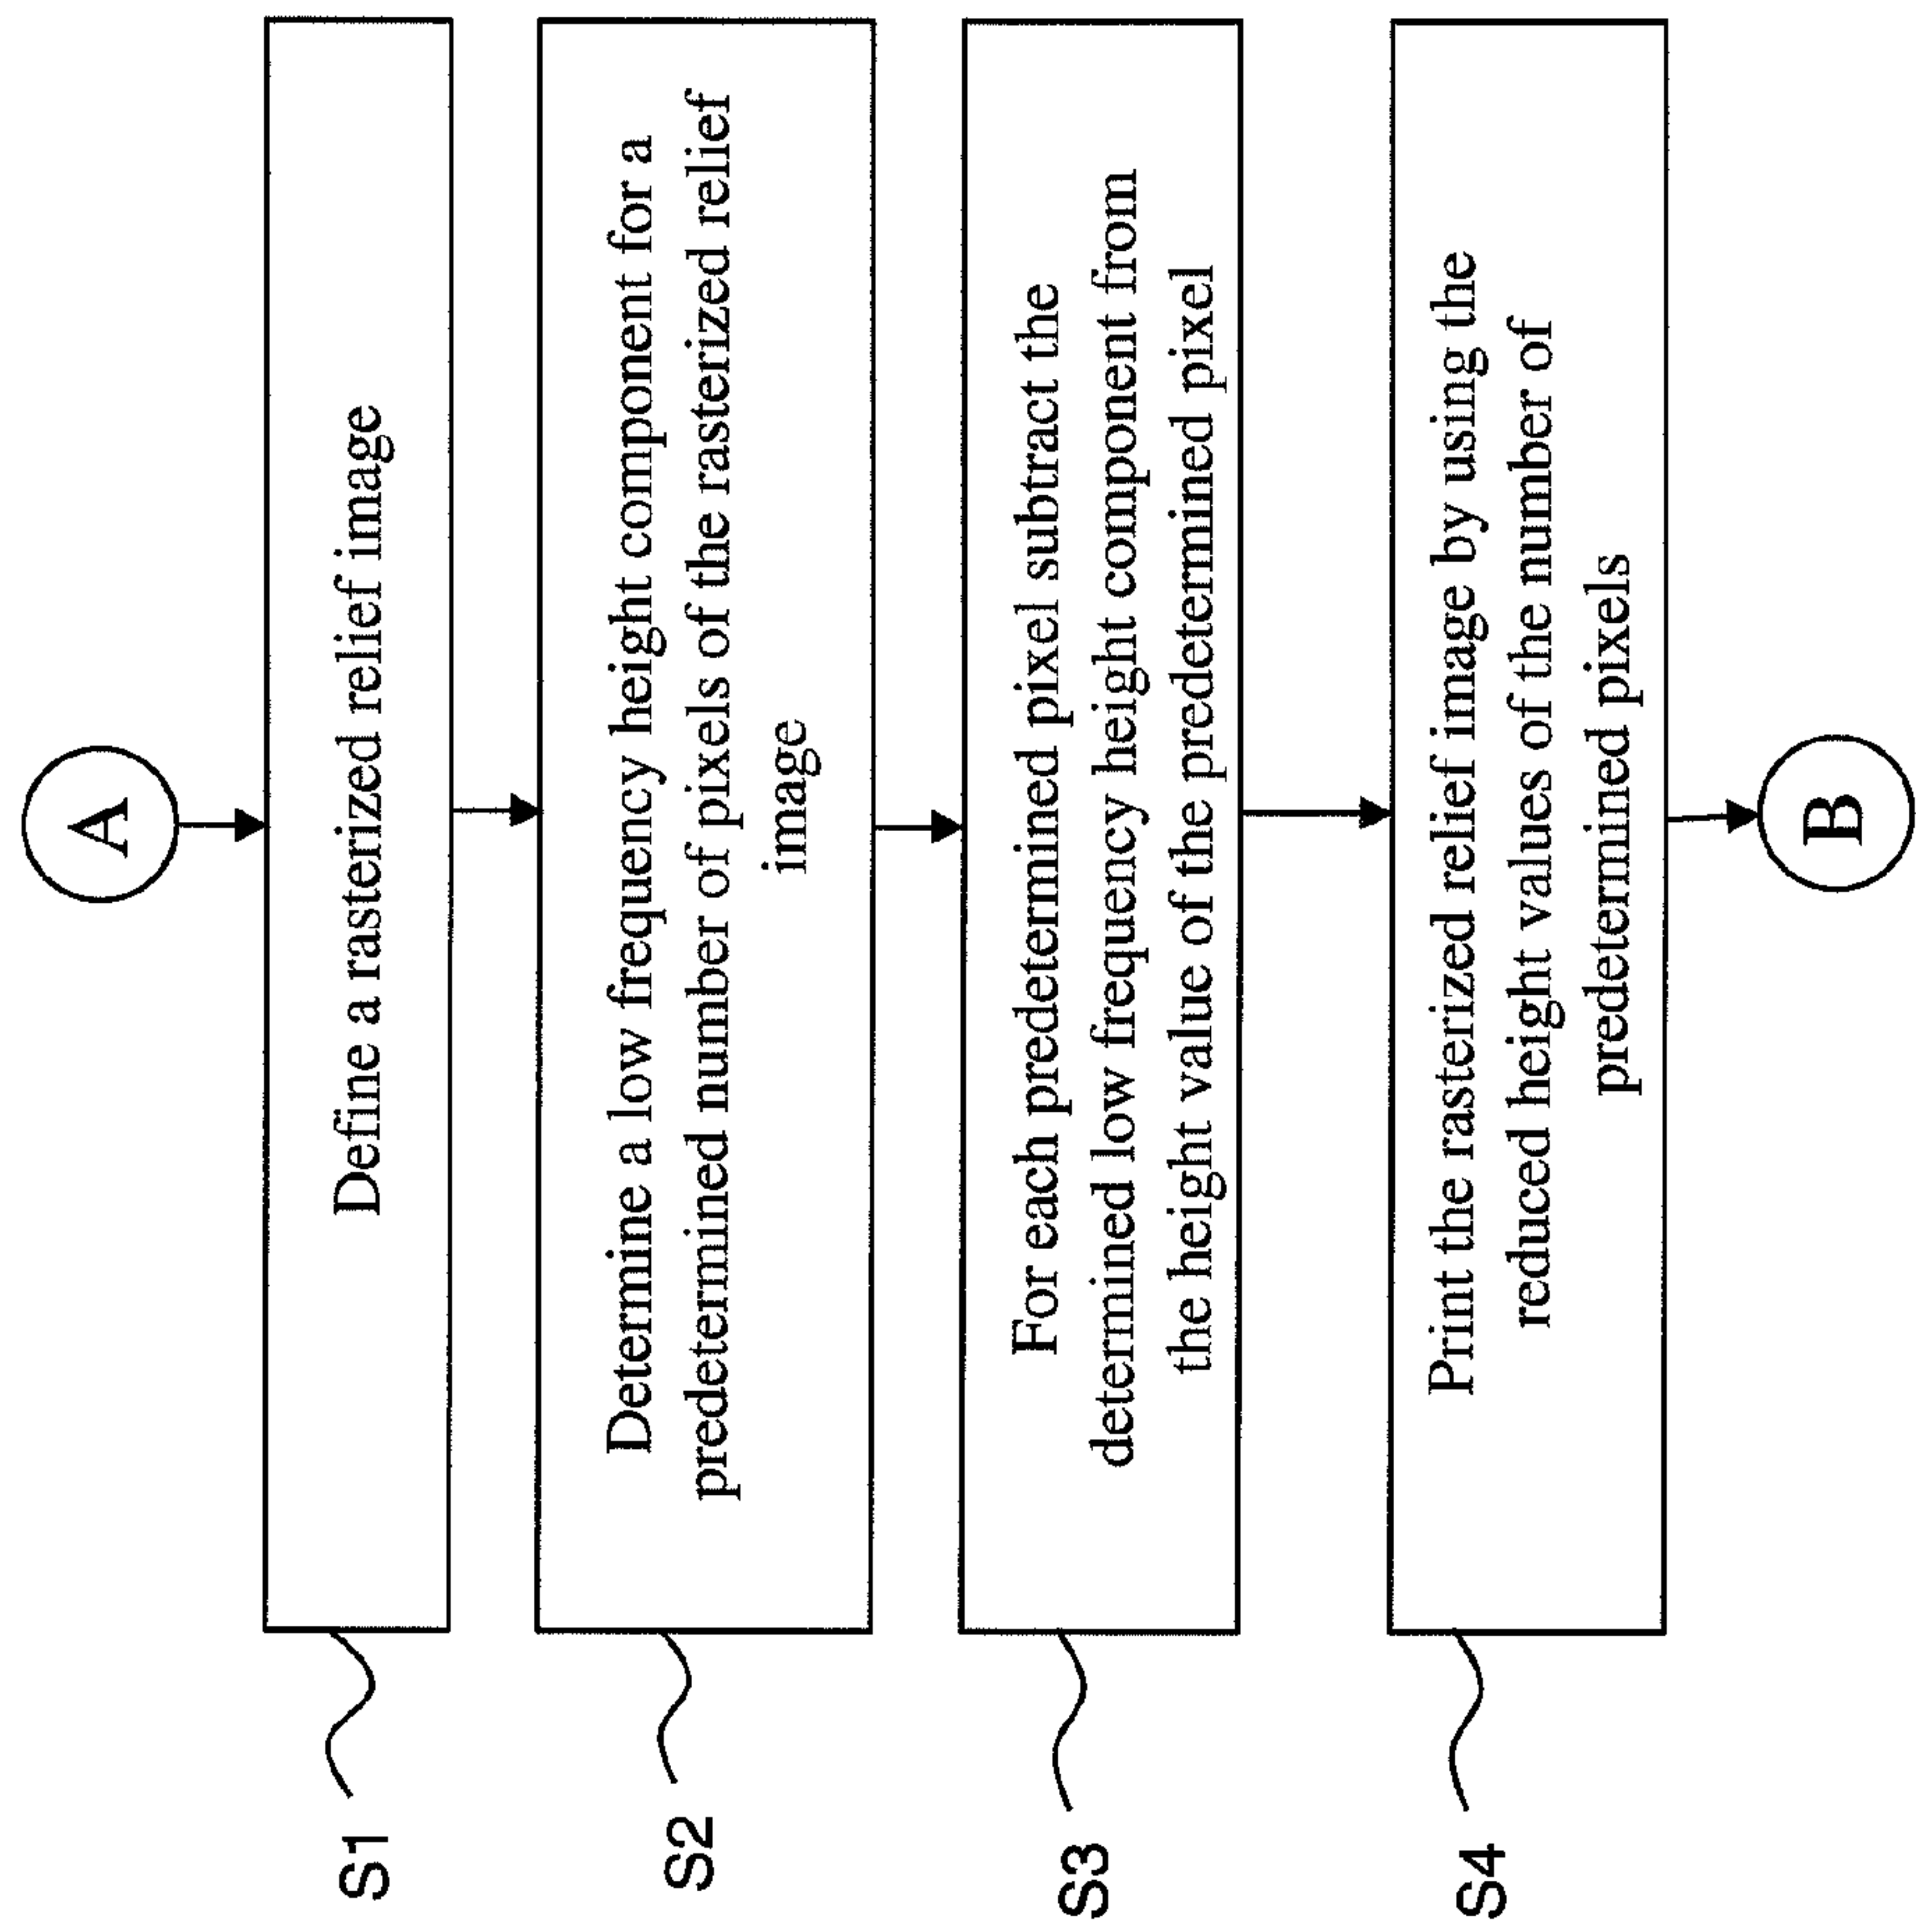 A
S1
Define a rasterized relief image
S2
Determine a low frequency height component for a
predetermined number of pixels of the rasterized relief
image
S3
For each predetermined pixel subtract the
determined low frequency height component from
the height value of the predetermined pixel
S4
Print the rasterized relief image by using the
reduced height values of the number of
predetermined pixels
B